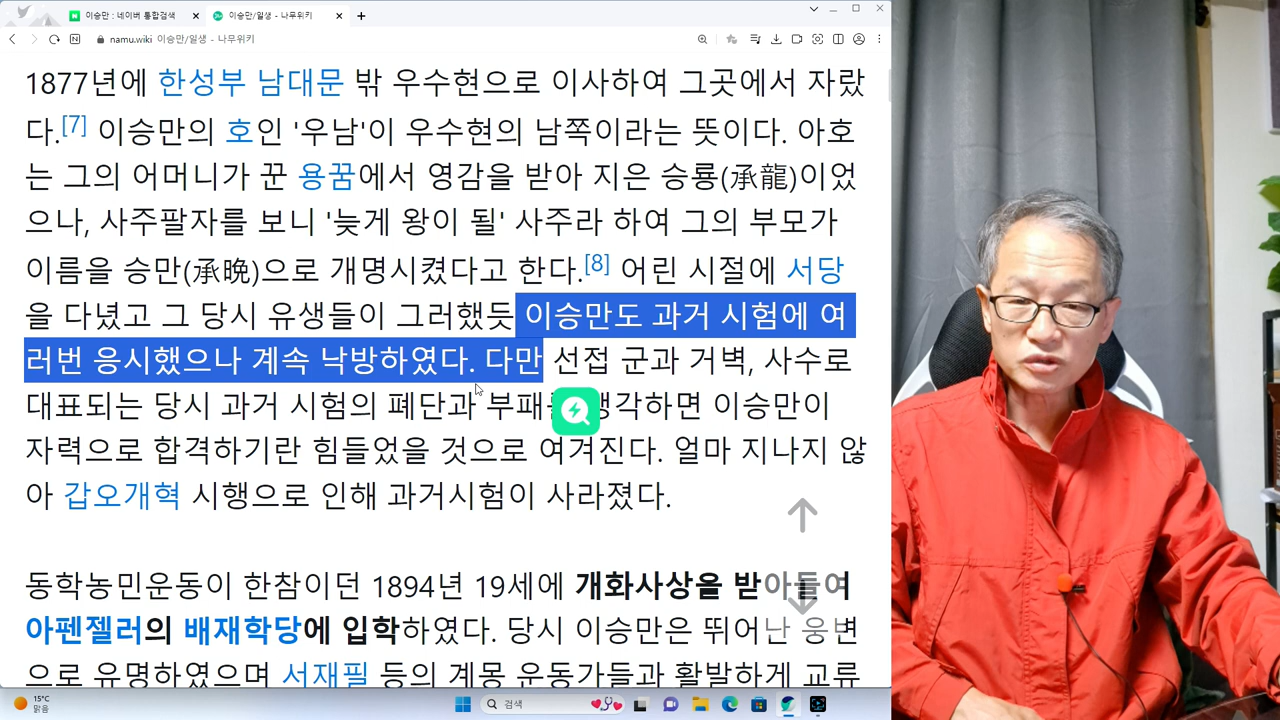 이승만 : 네이버 통합검색
이승만/일생 - 나무위키
namu.wiki 이승만/일생 - 나무위키
1877년에 한성부 남대문 밖 우수현으로 이사하여 그곳에서 자랐
다.[7] 이승만의 호인 '우남'이 우수현의 남쪽이라는 뜻이다. 아호
는 그의 어머니가 꾼 용꿈에서 영감을 받아 지은 승룡(承龍)이었
으나, 사주팔자를 보니 '늦게 왕이 될' 사주라 하여 그의 부모가
이름을 승만(承晩)으로 개명시켰다고 한다.[8] 어린 시절에 서당
을 다녔고 그 당시 유생들이 그러했듯 이승만도 과거 시험에 여
러번 응시했으나 계속 낙방하였다. 다만 선접 군과 거벽, 사수로
대표되는 당시 과거 시험의 폐단과 부패 생각하면 이승만이
자력으로 합격하기란 힘들었을 것으로 여겨진다. 얼마 지나지 않
아 갑오개혁 시행으로 인해 과거시험이 사라졌다.
동학농민운동이 한참이던 1894년 19세에 개화사상을 받아들여
아펜젤러의 배재학당에 입학하였다. 당시 이승만은 뛰어난 웅변
으로 유명하였으며 서재필 등의 계몽 운동가들과 활발하게 교류
15°C
맑음
검색